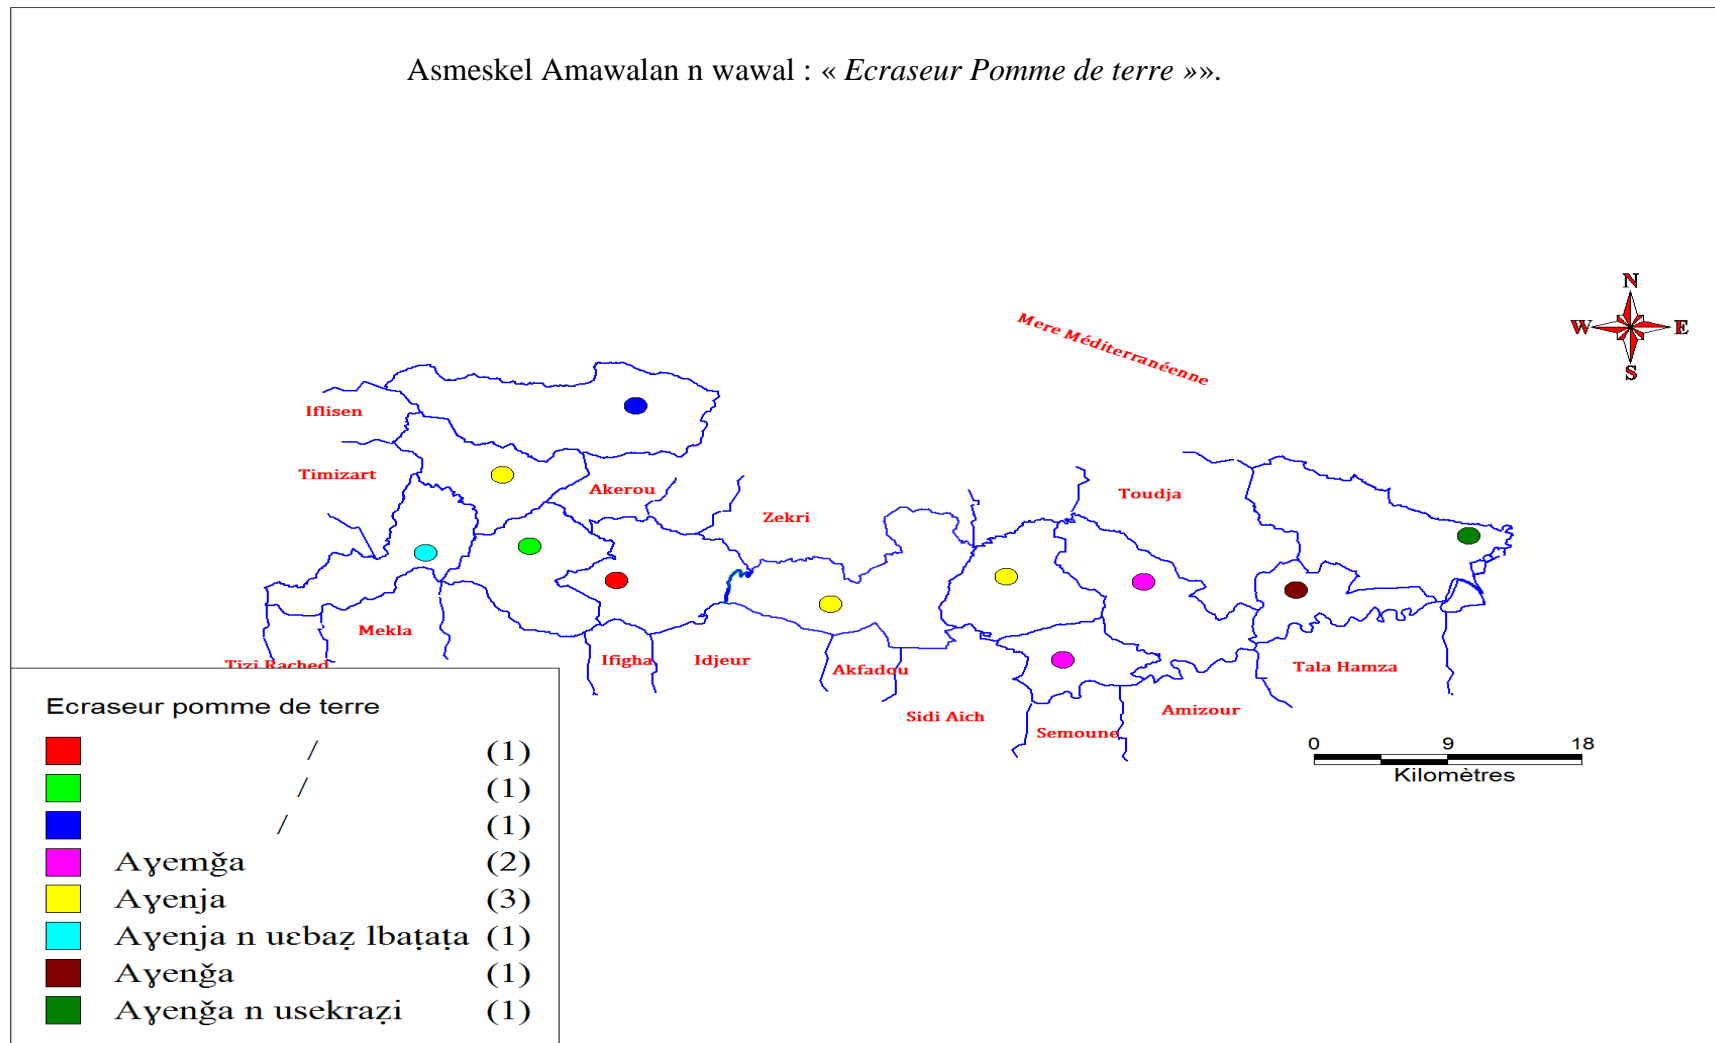 Asmeskel Amawalan n wawal : « Ecraseur Pomme de terre »».
N
W E
S
Mere Méditerranéenne
Iflisen
Timizart
Akerou
Toudja
Zekri
Mekla
Tizi Rached
Ifigha
Idjeur
Akfadou
Tala Hamza
Sidi Aich
Amizour
Semoune
0 9 18
Kilomètres
Ecraseur pomme de terre
/ (1)
/ (1)
/ (1)
Aɣemǧa (2)
Aɣenja (3)
Aɣenja n uɛbaẓ lbaṭaṭa (1)
Aɣenǧa (1)
Aɣenǧa n usekraẓi (1)